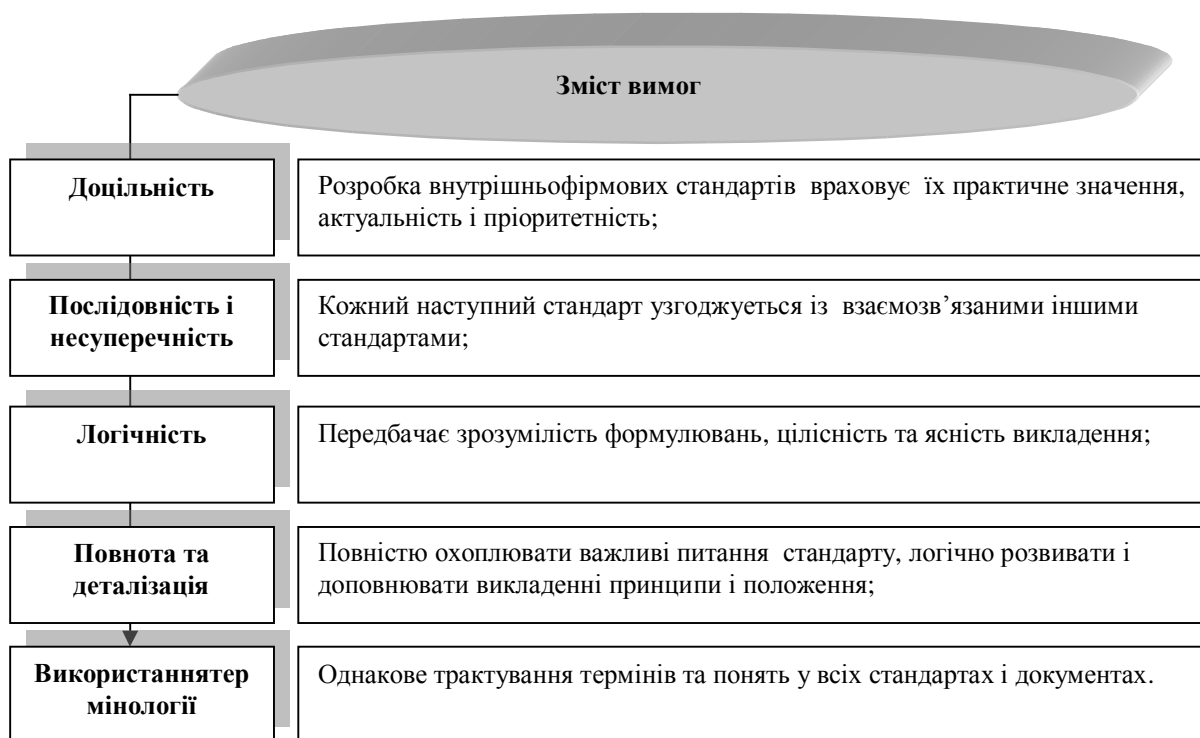 Зміст вимог
Доцільність
Розробка внутрішньофірмових стандартів враховує їх практичне значення,
актуальність і пріоритетність;
Послідовність і
несуперечність
Кожний наступний стандарт узгоджуеться із взаємозв’язаними іншими
стандартами;
Логічність
Передбачає зрозумілість формулювань, цілісність та ясність викладення;
Повнота та
деталізація
Повністю охоплювати важливі питання стандарту, логічно розвивати і
доповнювати викладенні принципи і положення;
Використаннятер
мінології
Однакове трактування термінів та понять у всіх стандартах і документах.